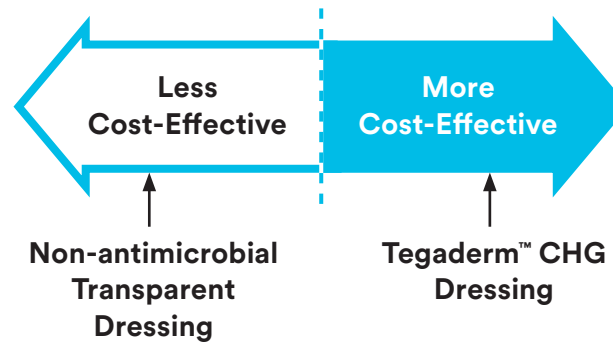 Less
Cost-Effective
More
Cost-Effective
Non-antimicrobial
Transparent
Dressing
Tegaderm™ CHG
Dressing